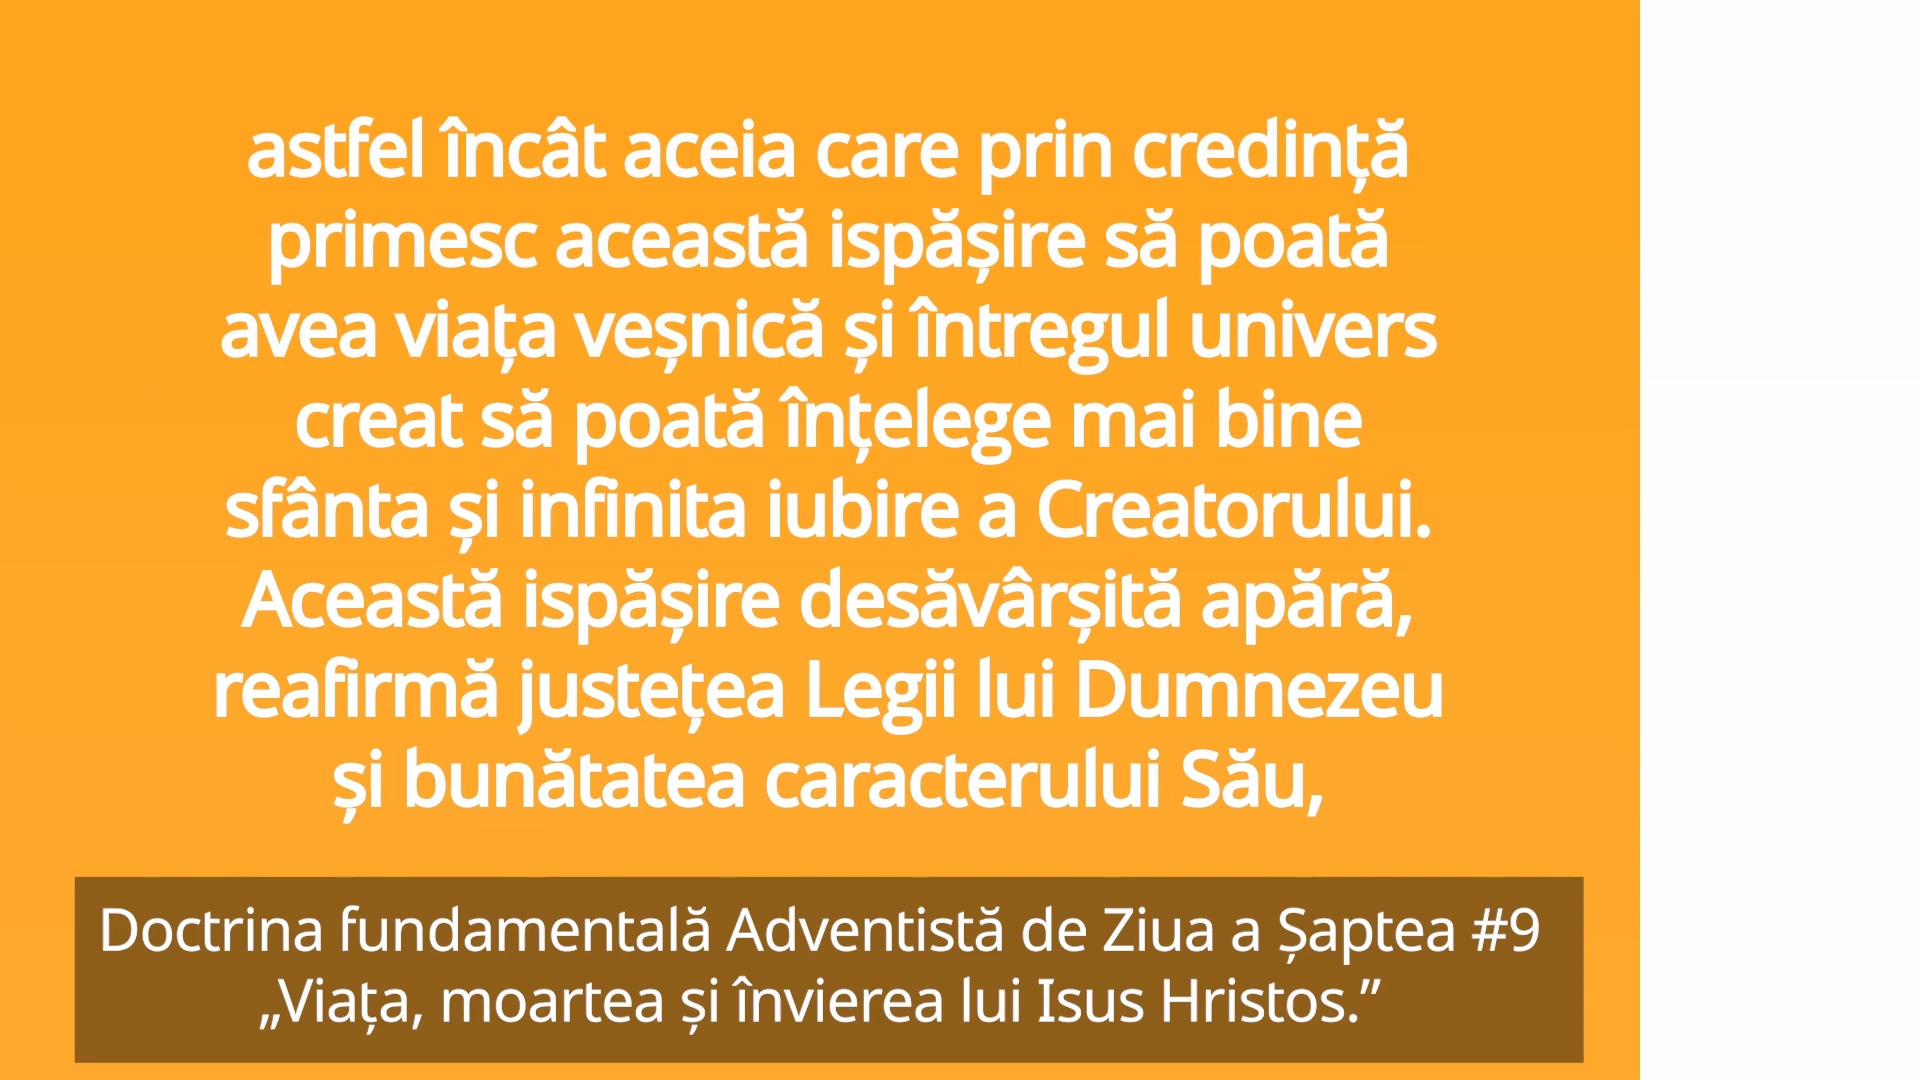 astfel încât aceia care prin credință
primesc această ispășire să poată
avea viața veșnică și întregul univers
creat să poată înțelege mai bine
sfânta și infinita iubire a Creatorului.
Această ispășire desăvârșită apără,
reafirmă justețea Legii lui Dumnezeu
și bunătatea caracterului Său,
Doctrina fundamentală Adventistă de Ziua a Șaptea #9
„Viața, moartea și învierea lui Isus Hristos.”